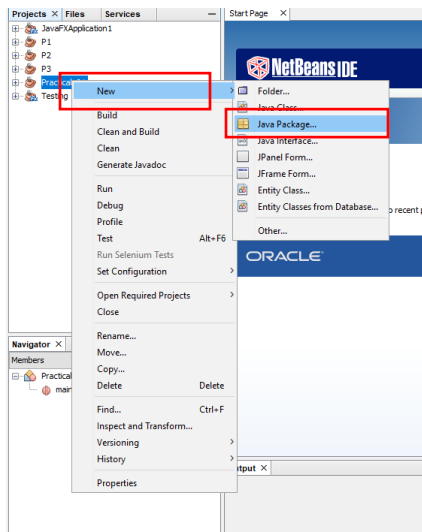 Projects × Files Services
Start Page ×
JavaFXApplication1
P1
P2
P3
Testing
NetBeans IDE
New
Build
Clean and Build
Clean
Generate Javadoc
Run
Debug
Profile
Test Alt+F6
Run Selenium Tests
Set Configuration
Open Required Projects
Close
Rename...
Move...
Copy...
Delete Delete
Find... Ctrl+F
Inspect and Transform...
Versioning
History
Properties
Folder...
Java Class...
Java Package...
Java Interface...
JPanel Form...
JFrame Form...
Entity Class...
Entity Classes from Database...
Other...
recent
ORACLE
Navigator ×
Members
Practical
main
tput ×